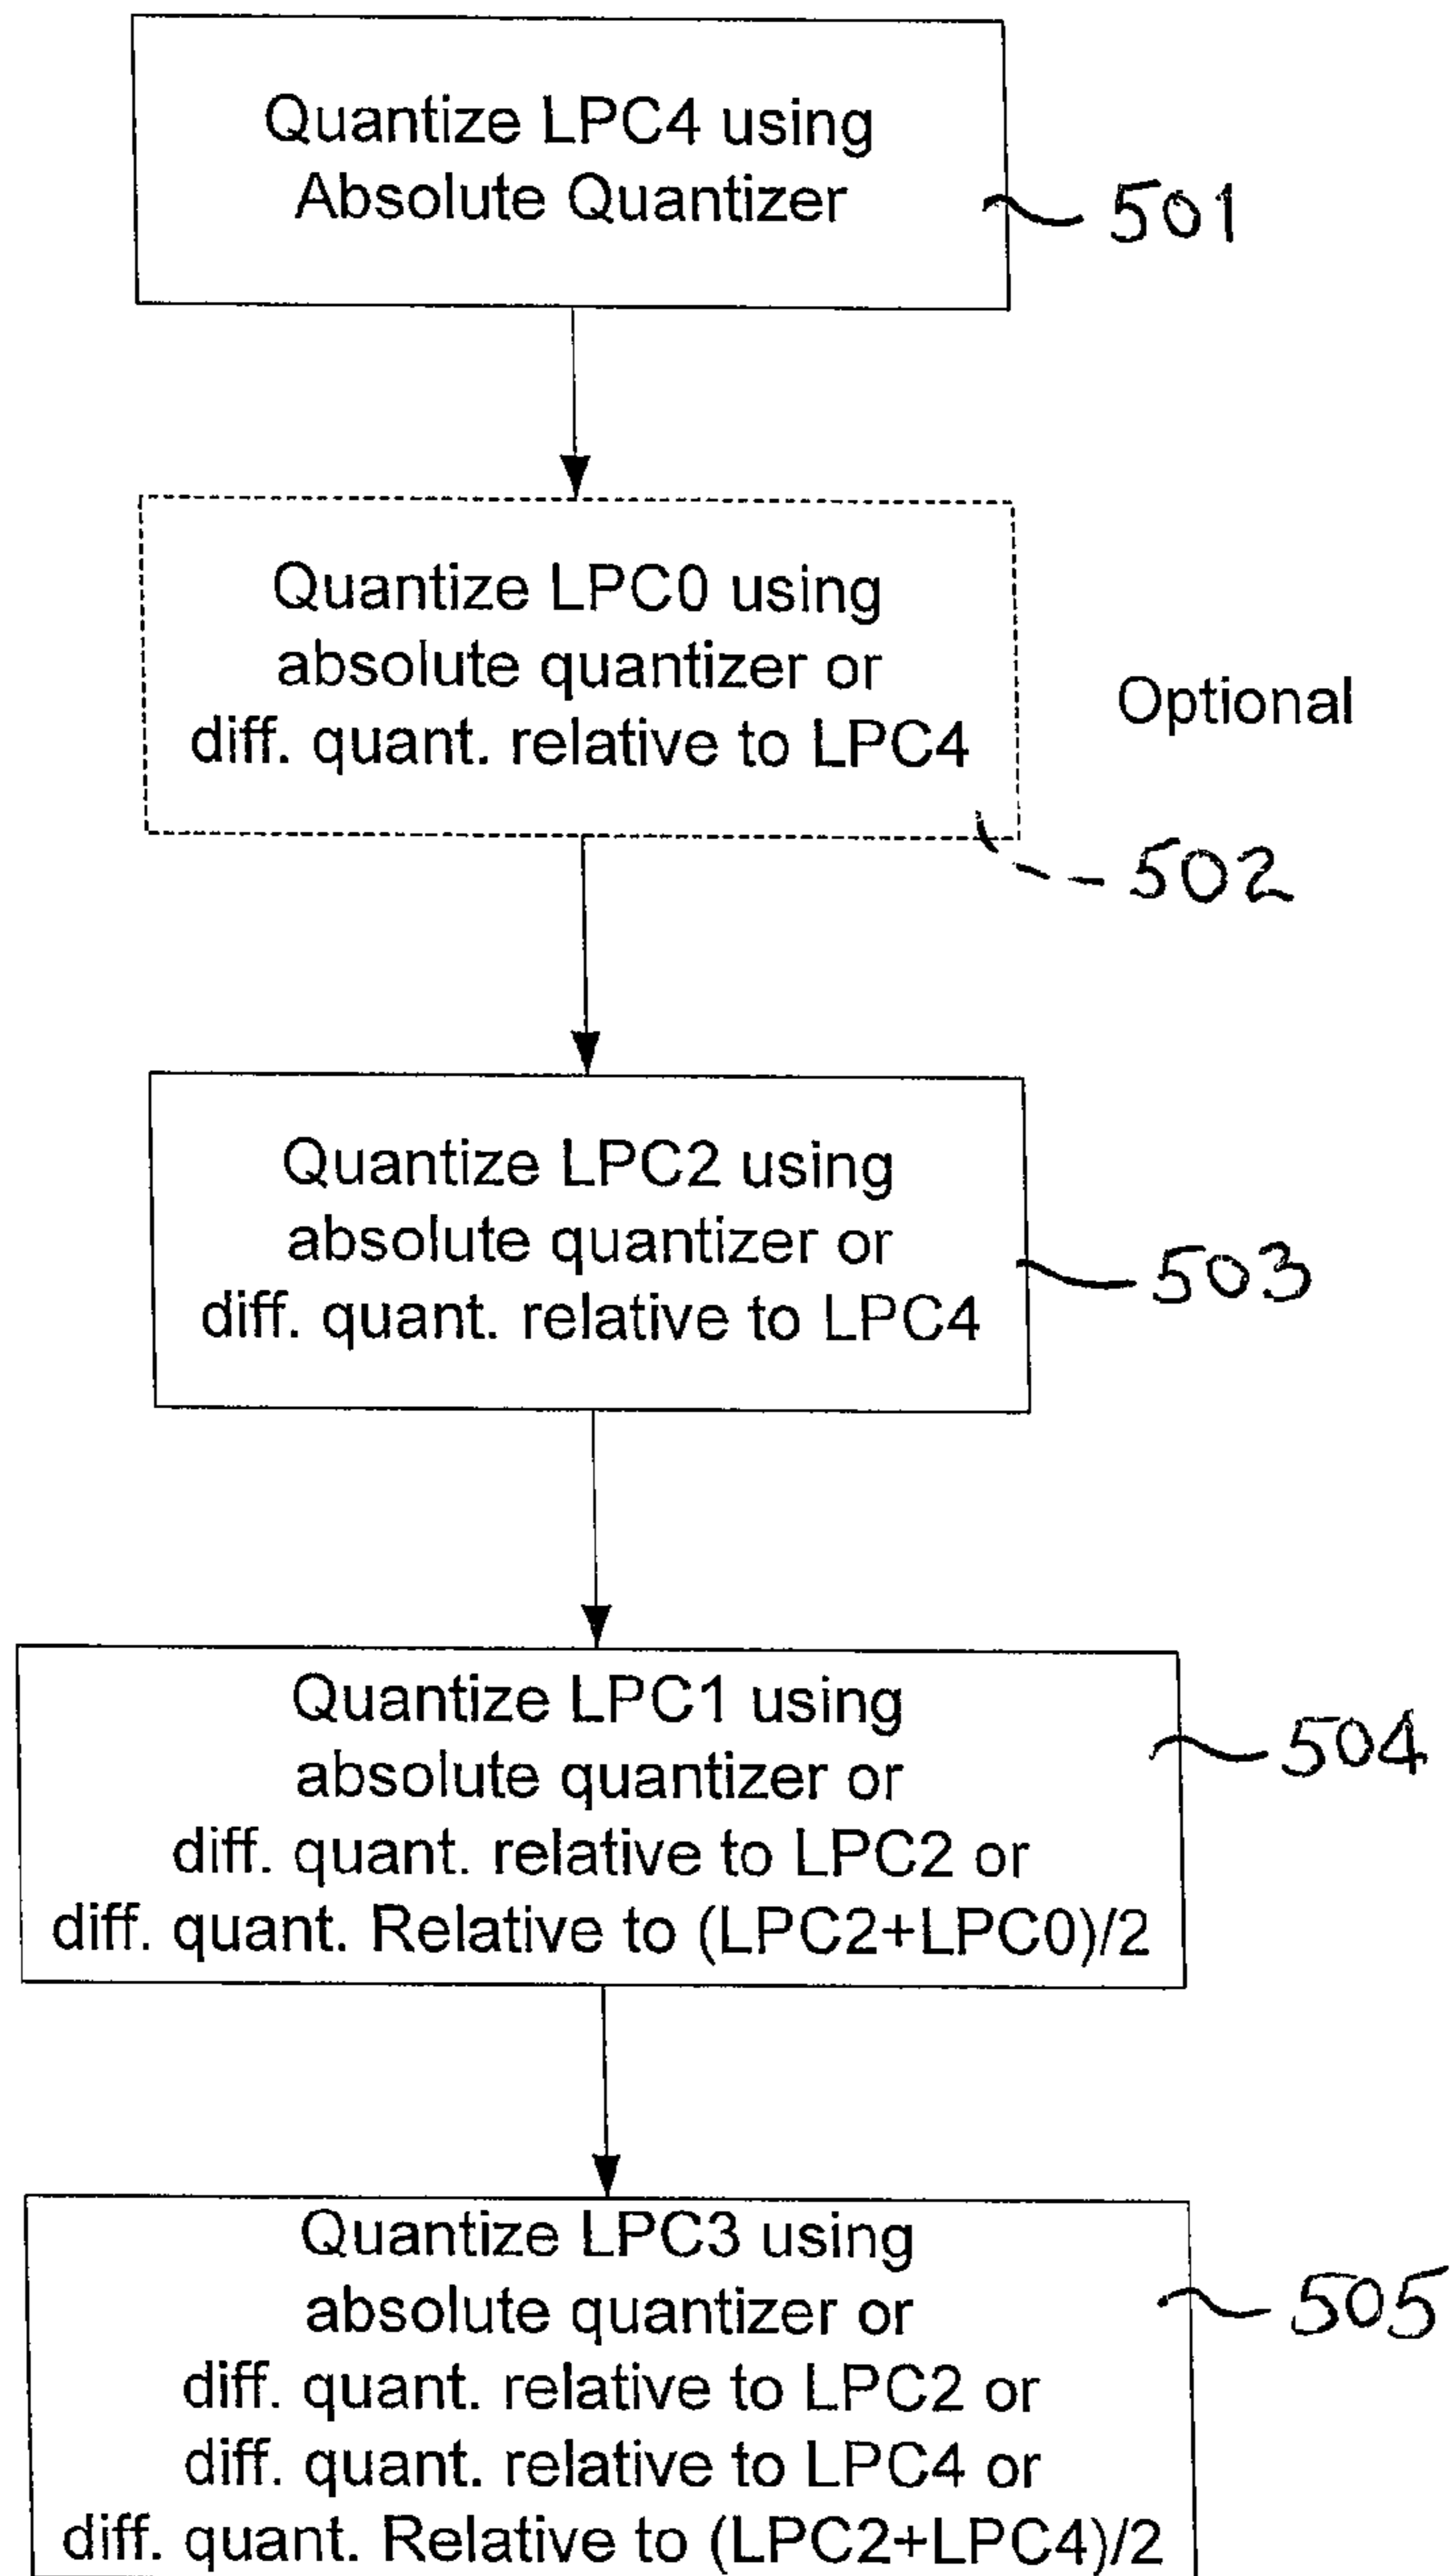 Quantize LPC4 using
Absolute Quantizer
501
Quantize LPC0 using
absolute quantizer or
diff. quant. relative to LPC4
Optional
502
Quantize LPC2 using
absolute quantizer or
diff. quant. relative to LPC4
503
Quantize LPC1 using
absolute quantizer or
diff. quant. relative to LPC2 or
diff. quant. Relative to (LPC2+LPC0)/2
504
Quantize LPC3 using
absolute quantizer or
diff. quant. relative to LPC2 or
diff. quant. relative to LPC4 or
diff. quant. Relative to (LPC2+LPC4)/2
505